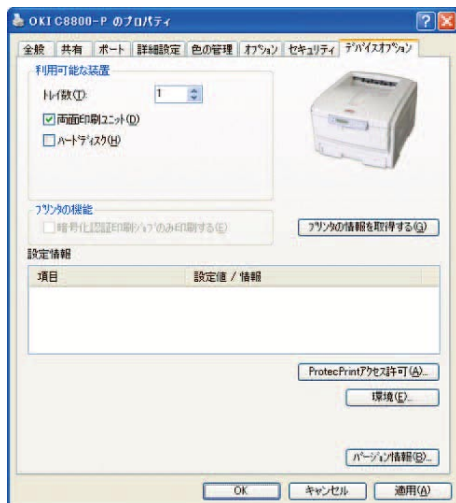 OKI C8800-P のプロパティ
全般 共有 ポート 詳細設定 色の管理 オプション セキュリティ デバイスオプション
利用可能な装置
トレイ数(T): 1
両面印刷ユニット(D)
ハードディスク(H)
プリンタの機能
暗号化認証印刷ジョブのみ印刷する(E)
プリンタの情報を取得する(G)
設定情報
項目 設定値 / 情報
ProtecPrintアクセス許可(A)...
環境(E)...
バージョン情報(B)...
OK キャンセル 適用(A)